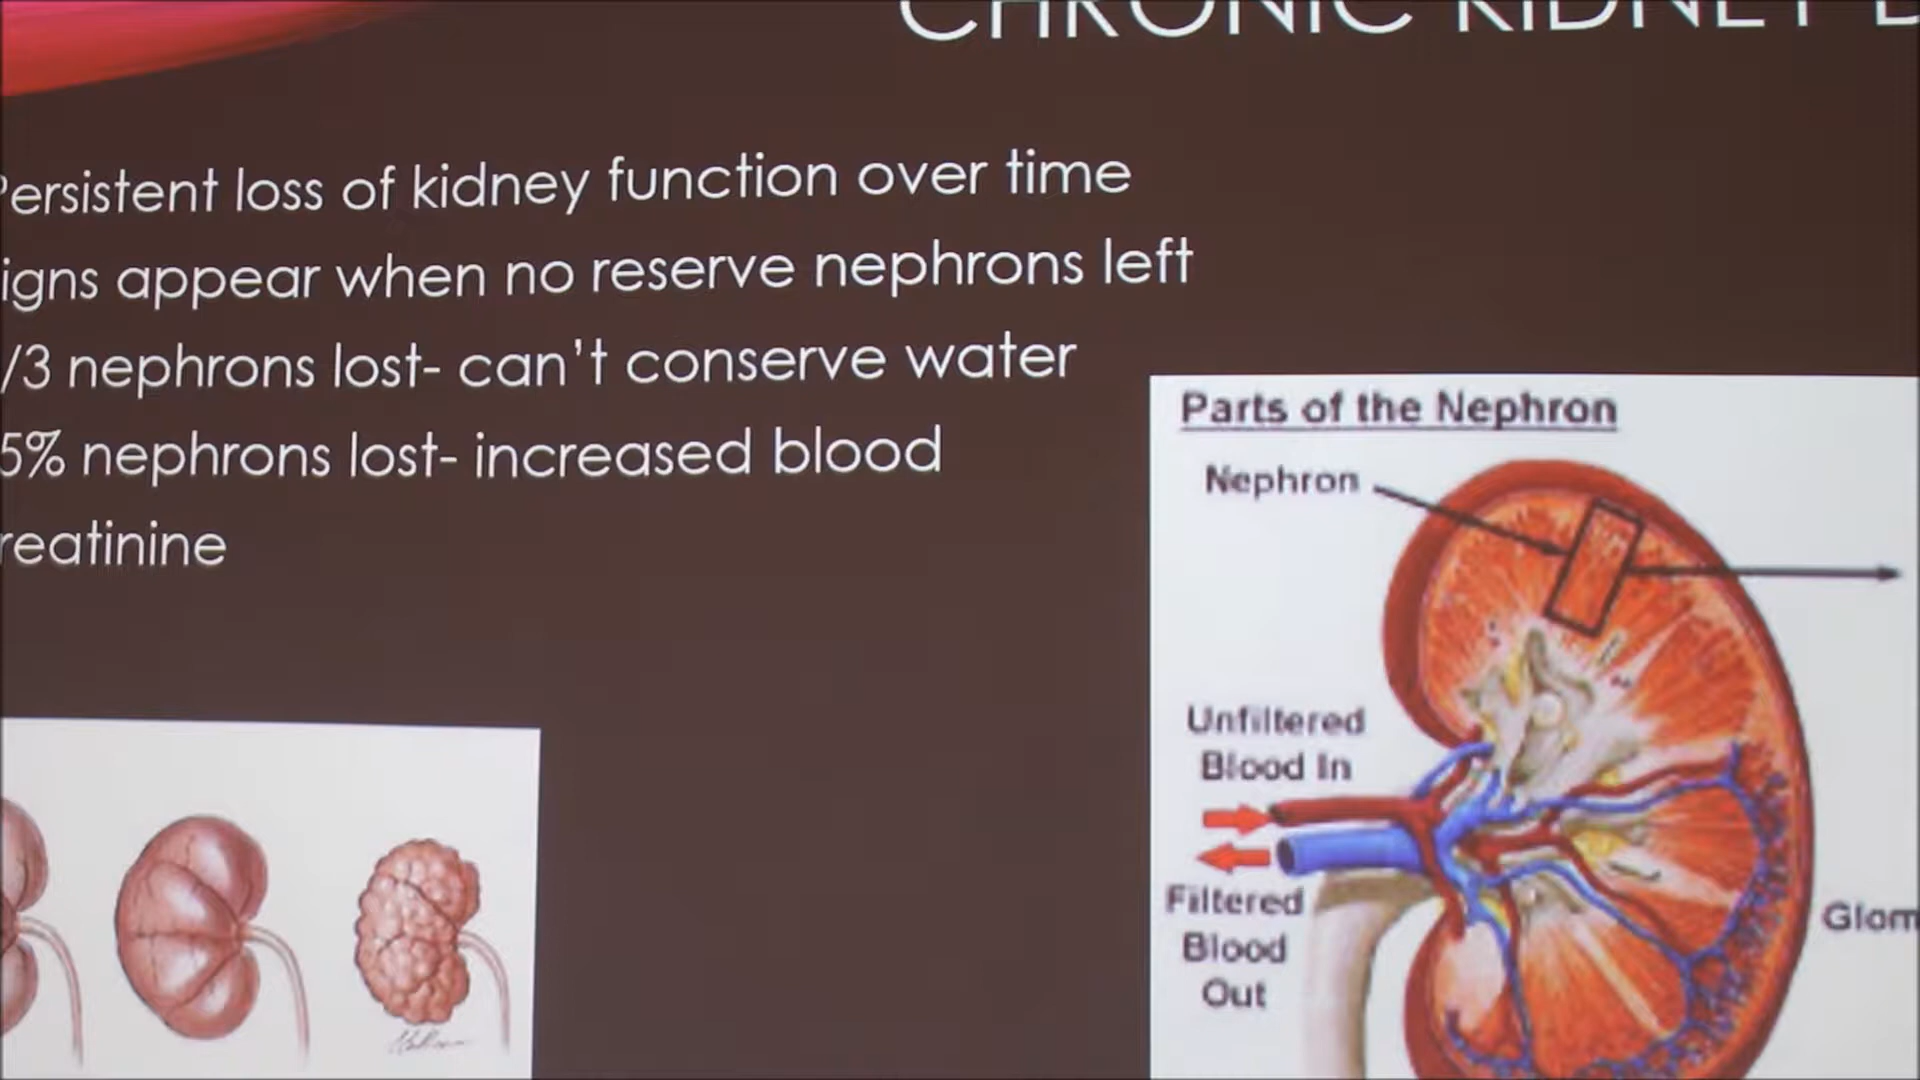 CHRONIC KIDNEY D
Persistent loss of kidney function over time
igns appear when no reserve nephrons left
/3 nephrons lost- can't conserve water
5% nephrons lost- increased blood
reatinine
Parts of the Nephron
Nephron
Unfiltered
Blood In
Filtered
Blood
Out
Glom